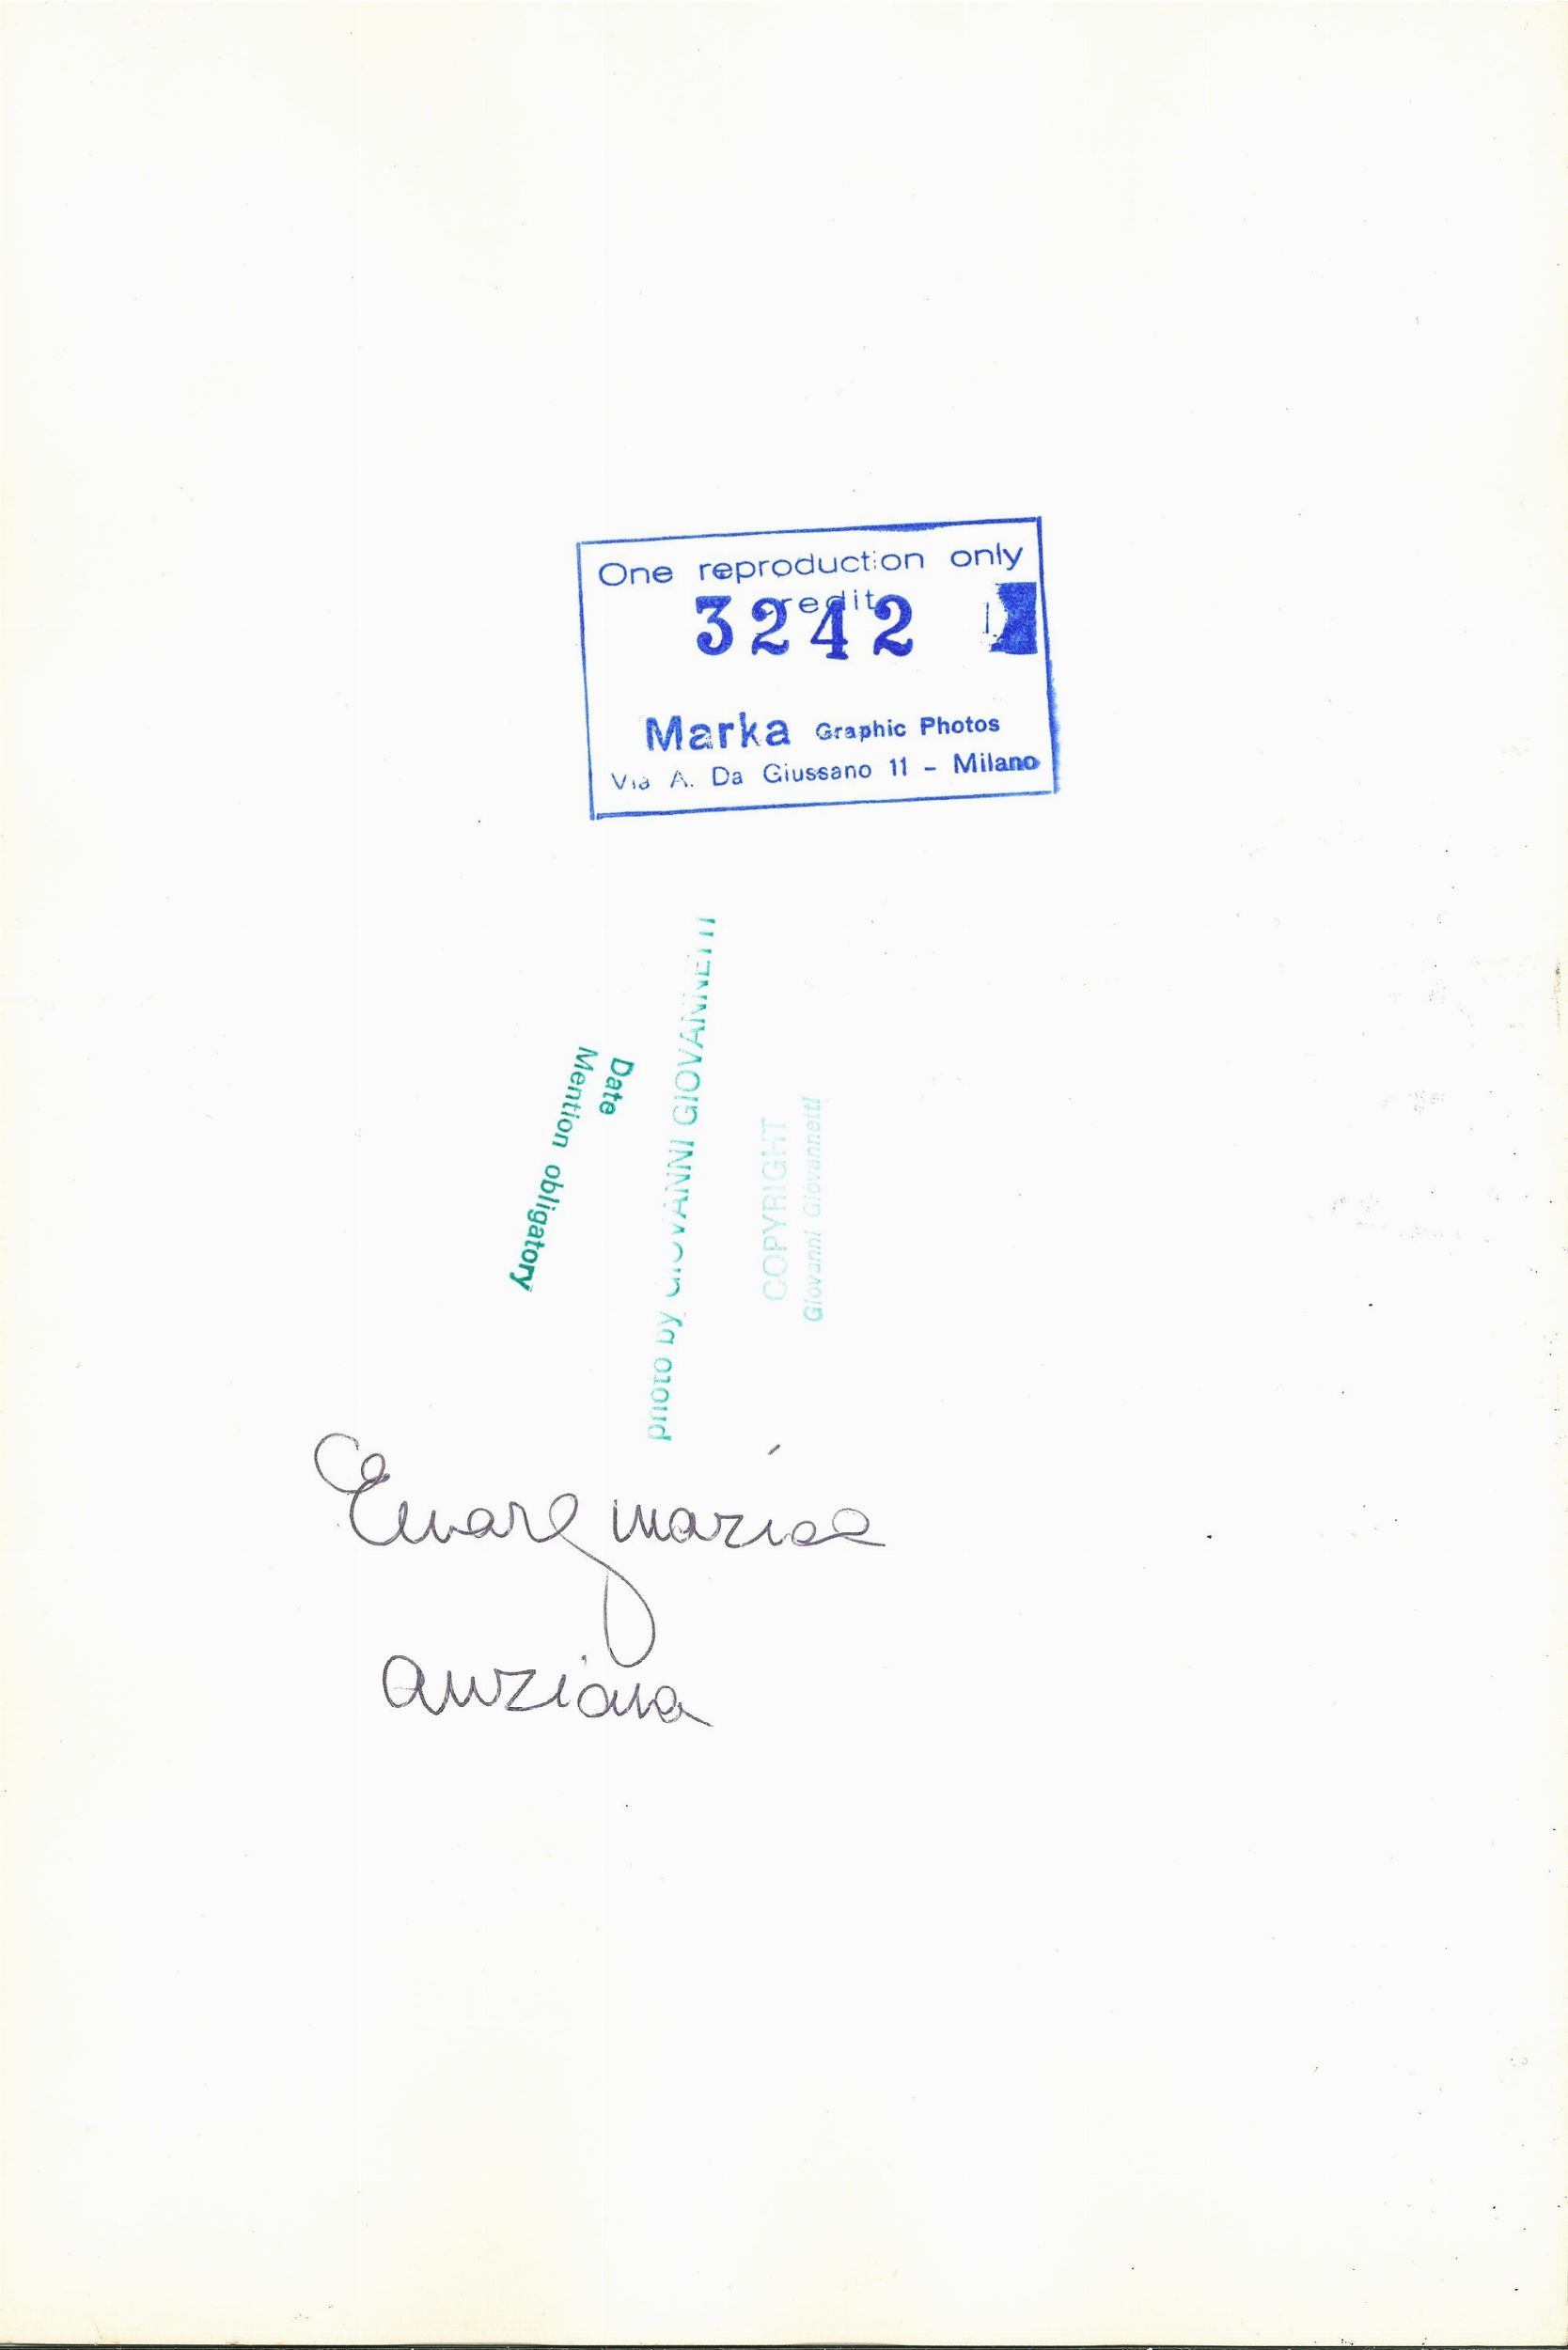 One reproduction only
redit
3242
Marka Graphic Photos
Via A. Da Giussano 11 - Milano
Date
Mention obligatory
photo by GIOVANNI GIOVANNETTI
COPYRIGHT
Giovanni Giovannetti
anziana